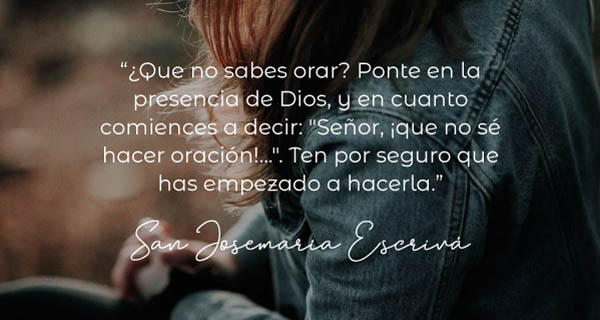 “¿Que no sabes orar? Ponte en la
presencia de Dios, y en cuanto
comiences a decir: "Señor, ¡que no sé
hacer oración!...". Ten por seguro que
has empezado a hacerla.”
San Josemaría Escrivá